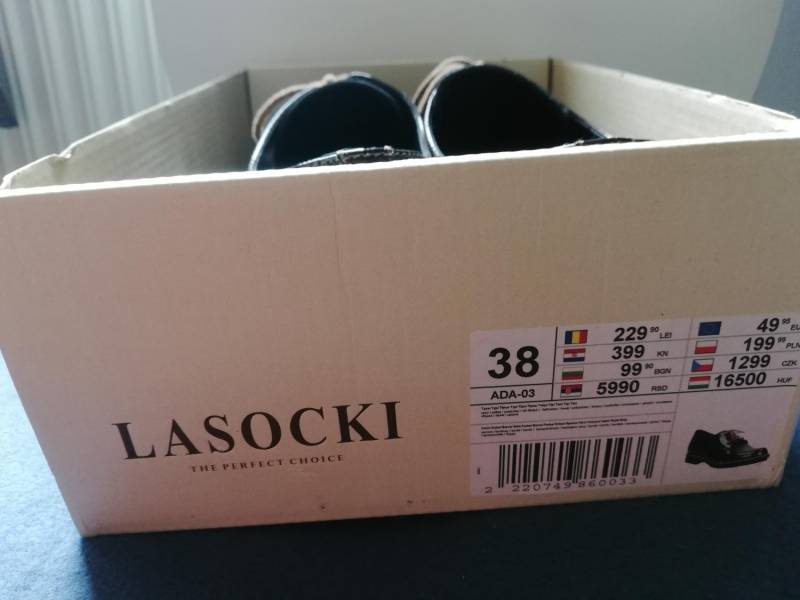 LASOCKI
THE PERFECT CHOICE
38
ADA-03
229 90 LEI
399 KN
99 90 BGN
5990 RSD
49 95 EU
199 99 PLN
1299 CZK
16500 HUF
2 220749 860033